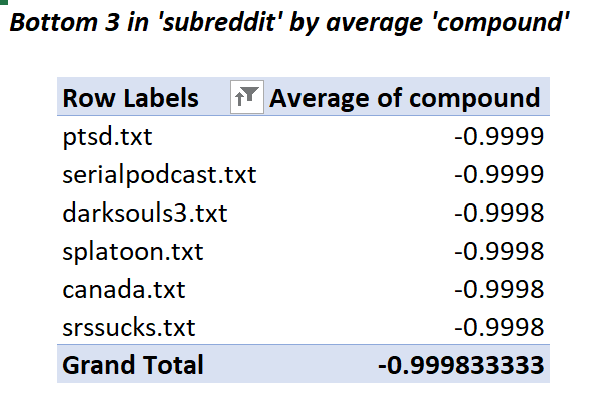 Bottom 3 in 'subreddit' by average 'compound'
Row Labels Average of compound
ptsd.txt -0.9999
serialpodcast.txt -0.9999
darksouls3.txt -0.9998
splatoon.txt -0.9998
canada.txt -0.9998
srssucks.txt -0.9998
Grand Total -0.999833333